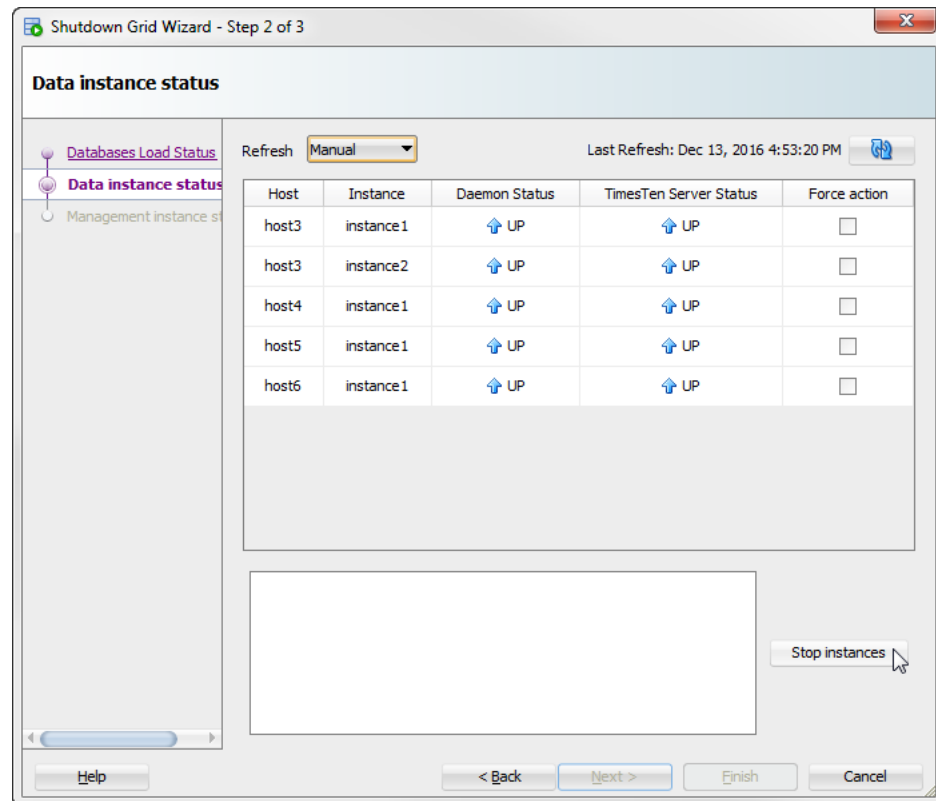 Shutdown Grid Wizard - Step 2 of 3
Data instance status
Databases Load Status
Data instance status
Management instance st
Refresh Manual Last Refresh: Dec 13, 2016 4:53:20 PM
Host Instance Daemon Status TimesTen Server Status Force action
host3 instance1 UP UP
host3 instance2 UP UP
host4 instance1 UP UP
host5 instance1 UP UP
host6 instance1 UP UP
Stop instances
Help < Back Next > Finish Cancel